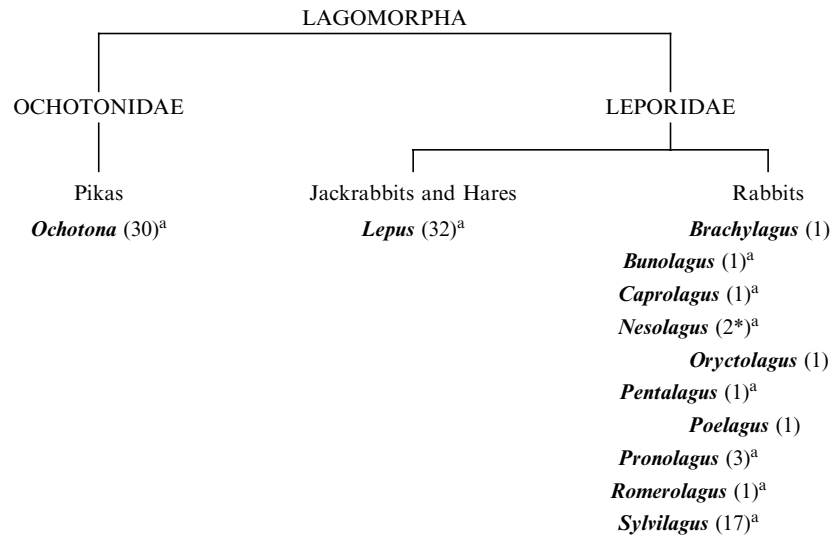 LAGOMORPHA
OCHOTONIDAE LEPORIDAE
Pikas Jackrabbits and Hares Rabbits
Ochotona (30)a Lepus (32)a Brachylagus (1)
Bunolagus (1)a
Caprolagus (1)a
Nesolagus (2*)a
Oryctolagus (1)
Pentalagus (1)a
Poelagus (1)
Pronolagus (3)a
Romerolagus (1)a
Sylvilagus (17)a